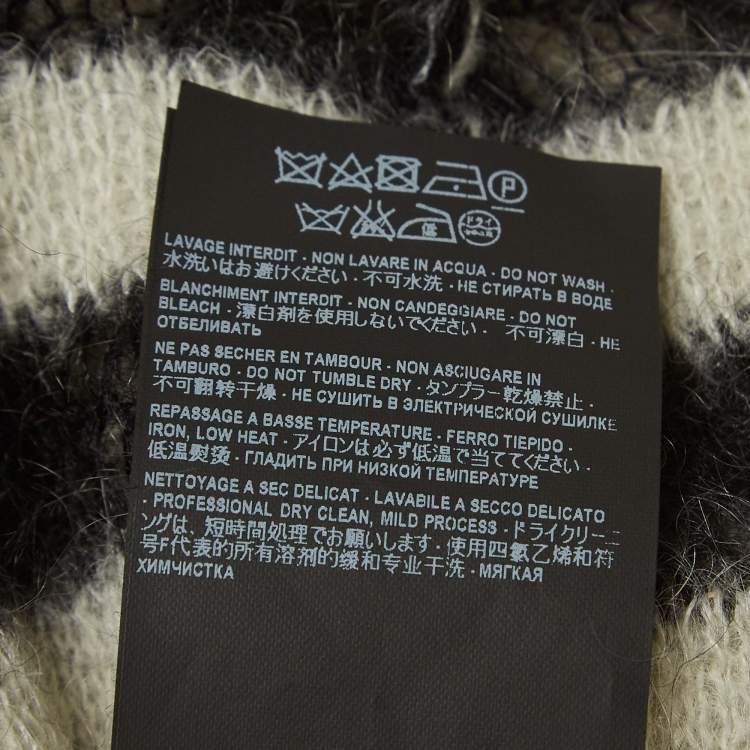 P
低 ドライ
LAVAGE INTERDIT - NON LAVARE IN ACQUA - DO NOT WASH -
水洗いはお避けください · 不可水洗 - НЕ СТИРАТЬ В ВОДЕ
BLANCHIMENT INTERDIT - NON CANDEGGIARE - DO NOT
BLEACH - 漂白剤を使用しないでください · 不可漂白 - НЕ
ОТБЕЛИВАТЬ
NE PAS SECHER EN TAMBOUR - NON ASCIUGARE IN
TAMBURO - DO NOT TUMBLE DRY - タンブラー乾燥禁止 -
不可翻转干燥 - НЕ СУШИТЬ В ЭЛЕКТРИЧЕСКОЙ СУШИЛКЕ
REPASSAGE A BASSE TEMPERATURE - FERRO TIEPIDO -
IRON, LOW HEAT - アイロンは必ず低温で当ててください ·
低温熨烫 - ГЛАДИТЬ ПРИ НИЗКОЙ ТЕМПЕРАТУРЕ
NETTOYAGE A SEC DELICAT - LAVABILE A SECCO DELICATO
- PROFESSIONAL DRY CLEAN, MILD PROCESS - ドライクリーニ
ングは、短時間処理でお願いします - 使用四氯乙烯和符
号F代表的所有溶剂的缓和专业干洗 - МЯГКАЯ
ХИМЧИСТКА